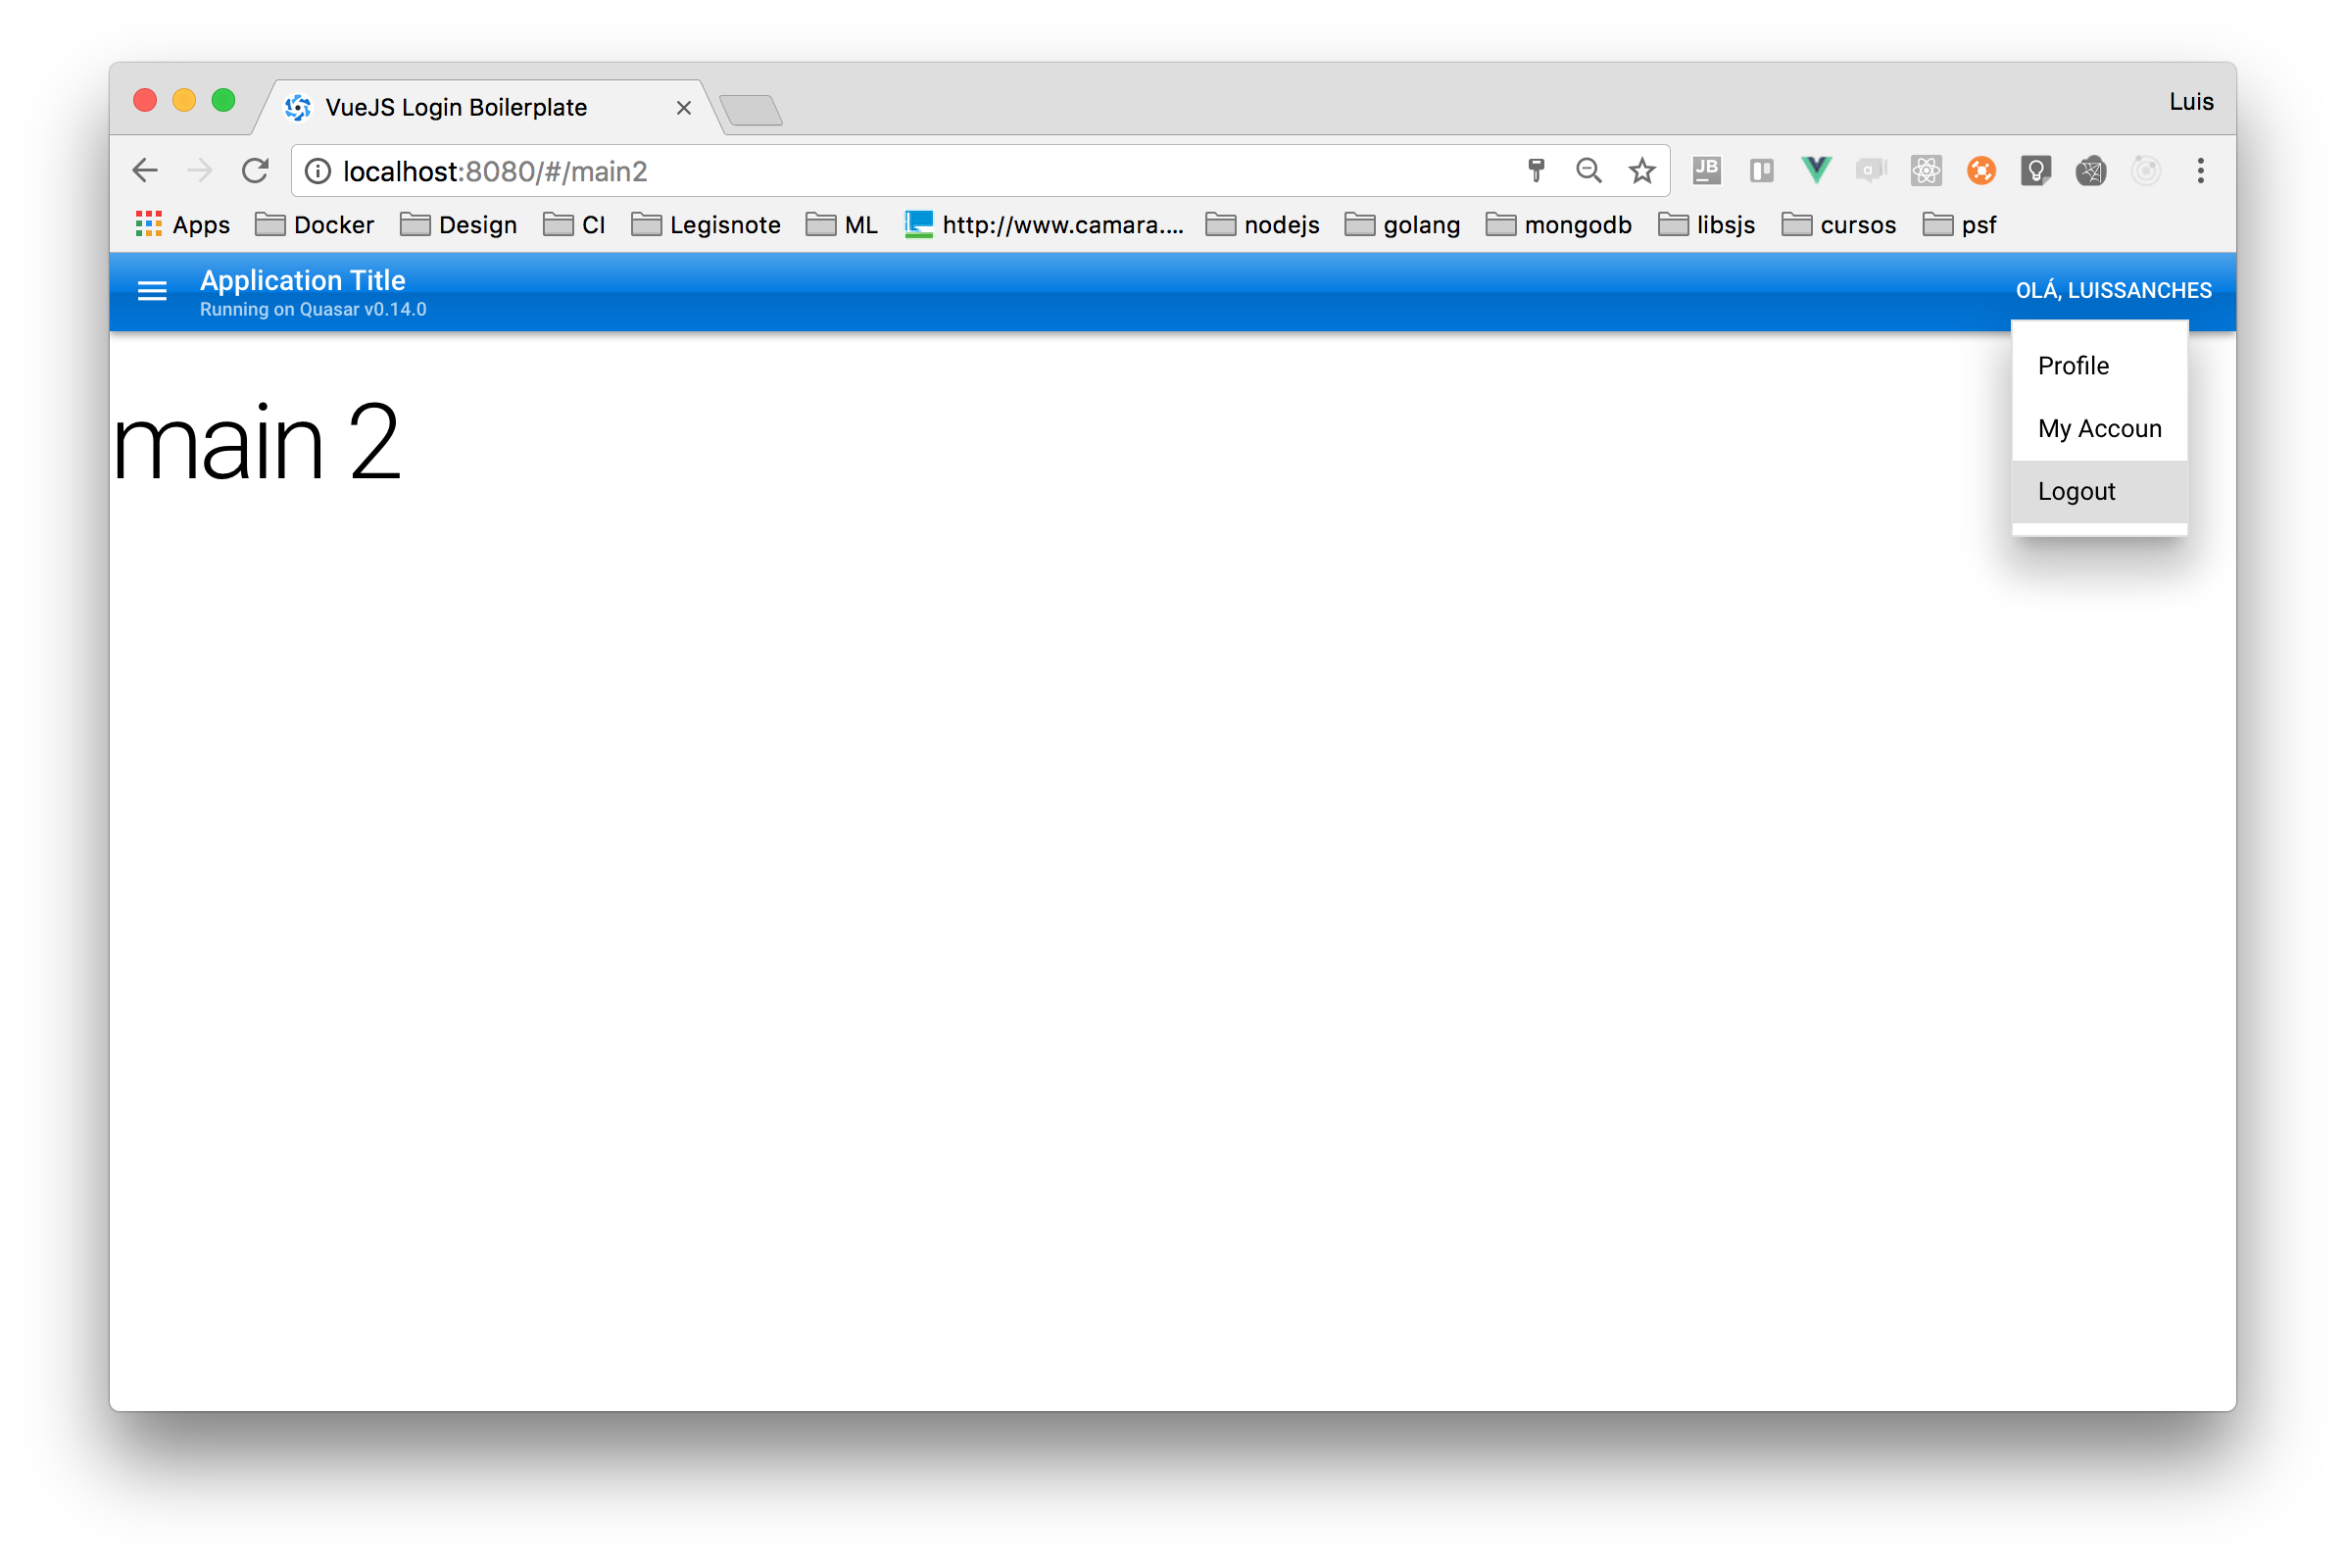 VueJS Login Boilerplate
Luis
localhost:8080/#/main2
JB
a
Apps Docker Design CI Legisnote ML http://www.camara.... nodejs golang mongodb libsjs cursos psf
Application Title
Running on Quasar v0.14.0
OLÁ, LUISSANCHES
Profile
My Accoun
Logout
main 2